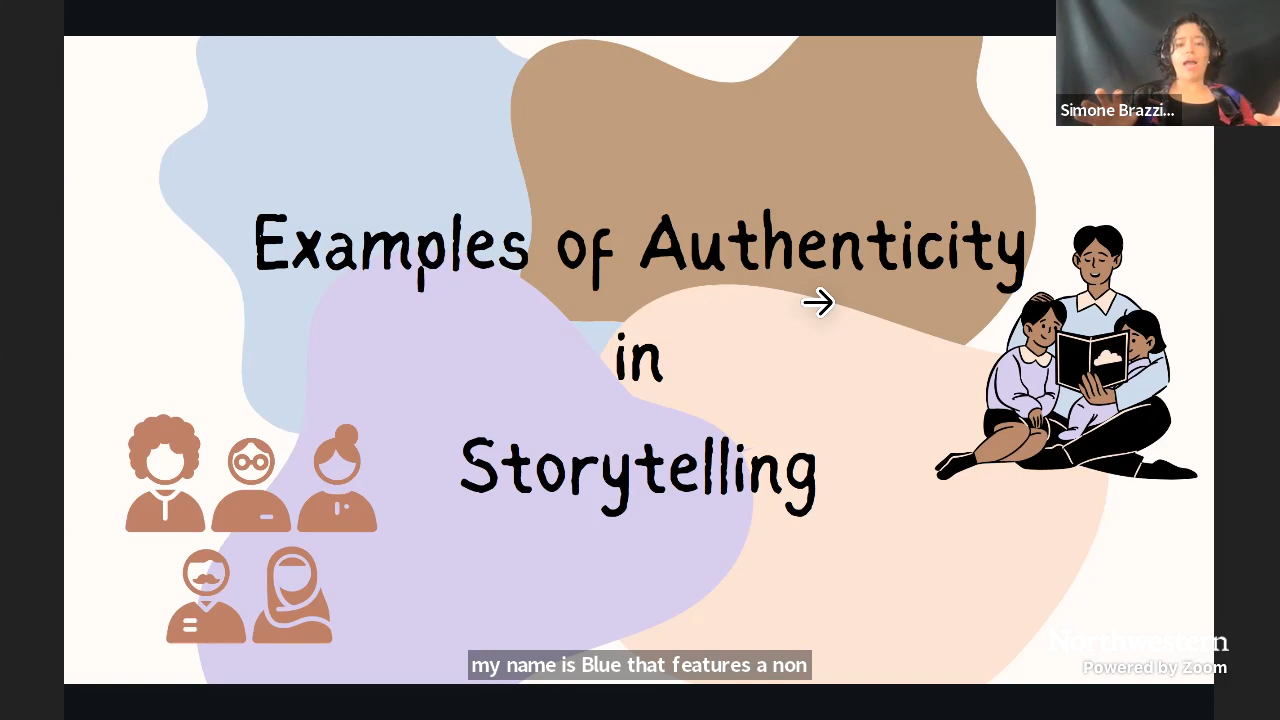 Simone Brazzi...
Examples of Authenticity
in
Storytelling
my name is Blue that features a non
Northwestern
Powered by Zoom